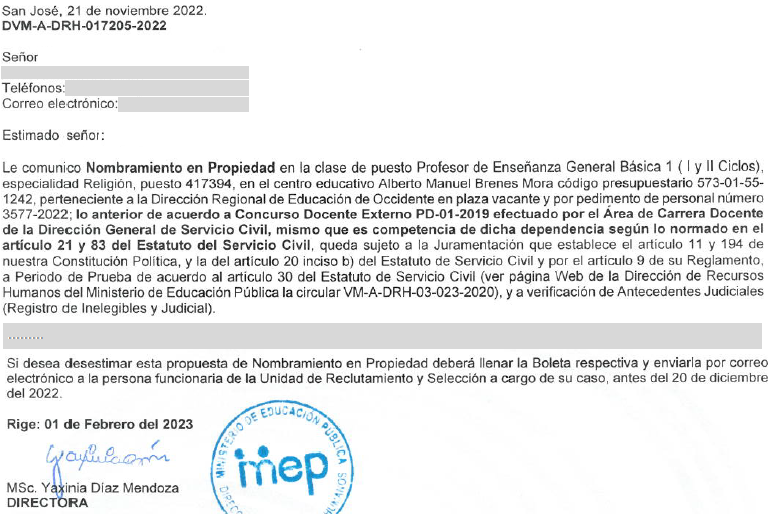 San José, 21 de noviembre 2022.
DVM-A-DRH-017205-2022
Señor
Teléfonos:
Correo electrónico:
Estimado señor:
Le comunico Nombramiento en Propiedad en la clase de puesto Profesor de Enseñanza General Básica 1 ( I y II Ciclos),
especialidad Religión, puesto 417394, en el centro educativo Alberto Manuel Brenes Mora código presupuestario 573-01-55-
1242, perteneciente a la Dirección Regional de Educación de Occidente en plaza vacante y por pedimento de personal número
3577-2022; lo anterior de acuerdo a Concurso Docente Externo PD-01-2019 efectuado por el Área de Carrera Docente
de la Dirección General de Servicio Civil, mismo que es competencia de dicha dependencia según lo normado en el
artículo 21 y 83 del Estatuto del Servicio Civil, queda sujeto a la Juramentación que establece el artículo 11 y 194 de
nuestra Constitución Política, y la del artículo 20 inciso b) del Estatuto de Servicio Civil y por el artículo 9 de su Reglamento,
a Periodo de Prueba de acuerdo al artículo 30 del Estatuto de Servicio Civil (ver página Web de la Dirección de Recursos
Humanos del Ministerio de Educación Pública la circular VM-A-DRH-03-023-2020), y a verificación de Antecedentes Judiciales
(Registro de Inelegibles y Judicial).
.........
Si desea desestimar esta propuesta de Nombramiento en Propiedad deberá llenar la Boleta respectiva y enviarla por correo
electrónico a la persona funcionaria de la Unidad de Reclutamiento y Selección a cargo de su caso, antes del 20 de diciembre
del 2022.
Rige: 01 de Febrero del 2023
MINISTERIO DE EDUCACIÓN PÚBLICA
mep
MSc. Yaxinia Díaz Mendoza
DIRECTORA